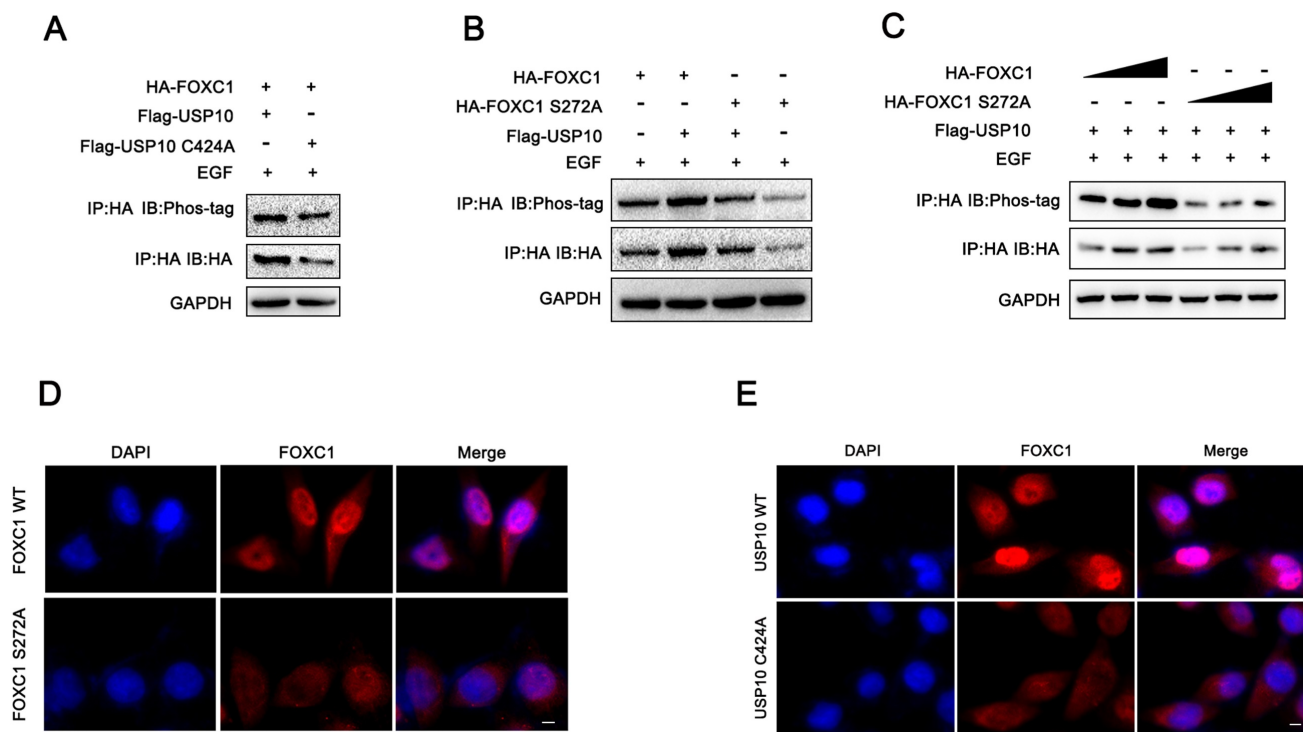 A
HA-FOXC1 + +
Flag-USP10 + -
Flag-USP10 C424A - +
EGF + +
IP:HA IB:Phos-tag
IP:HA IB:HA
GAPDH
B
HA-FOXC1 + + - -
HA-FOXC1 S272A - - + +
Flag-USP10 - + + -
EGF + + + +
IP:HA IB:Phos-tag
IP:HA IB:HA
GAPDH
C
HA-FOXC1 - - -
HA-FOXC1 S272A - - -
Flag-USP10 + + + + + +
EGF + + + + + +
IP:HA IB:Phos-tag
IP:HA IB:HA
GAPDH
D
DAPI FOXC1 Merge
FOXC1 WT
FOXC1 S272A
E
DAPI FOXC1 Merge
USP10 WT
USP10 C424A